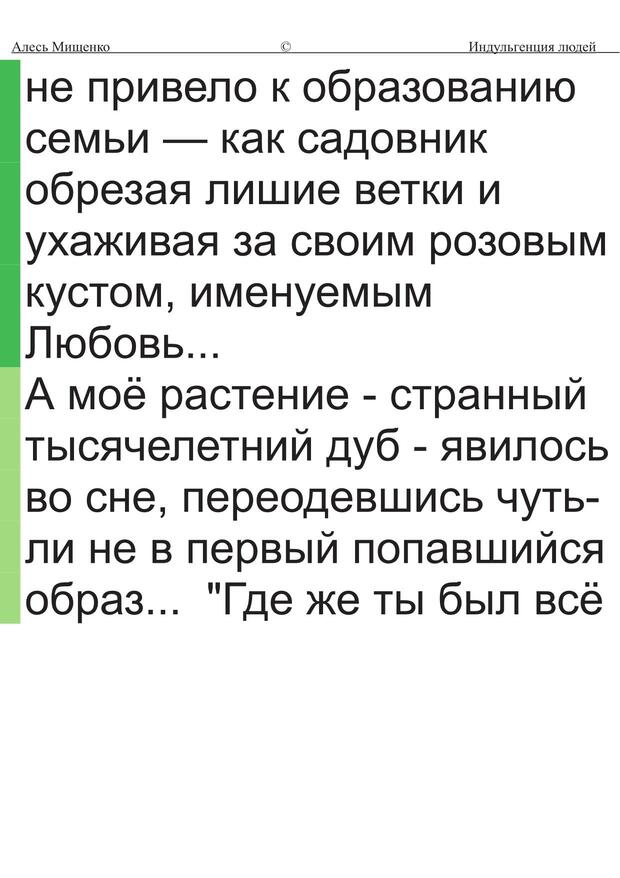 Алесь Мищенко © Индульгенция людей
не привело к образованию
семьи — как садовник
обрезая лишие ветки и
ухаживая за своим розовым
кустом, именуемым
Любовь...
А моё растение - странный
тысячелетний дуб - явилось
во сне, переодевшись чуть-
ли не в первый попавшийся
образ... "Где же ты был всё